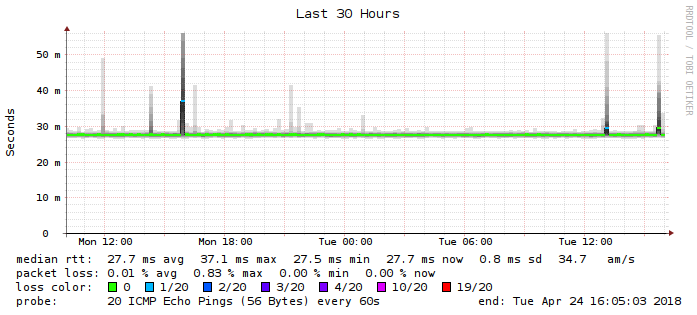 Last 30 Hours
RRDTOOL / TOBI OETIKER
Seconds
50 m
40 m
30 m
20 m
10 m
0
Mon 12:00 Mon 18:00 Tue 00:00 Tue 06:00 Tue 12:00
median rtt: 27.7 ms avg 37.1 ms max 27.5 ms min 27.7 ms now 0.8 ms sd 34.7 am/s
packet loss: 0.01 % avg 0.83 % max 0.00 % min 0.00 % now
loss color: 0 1/20 2/20 3/20 4/20 10/20 19/20
probe: 20 ICMP Echo Pings (56 Bytes) every 60s end: Tue Apr 24 16:05:03 2018